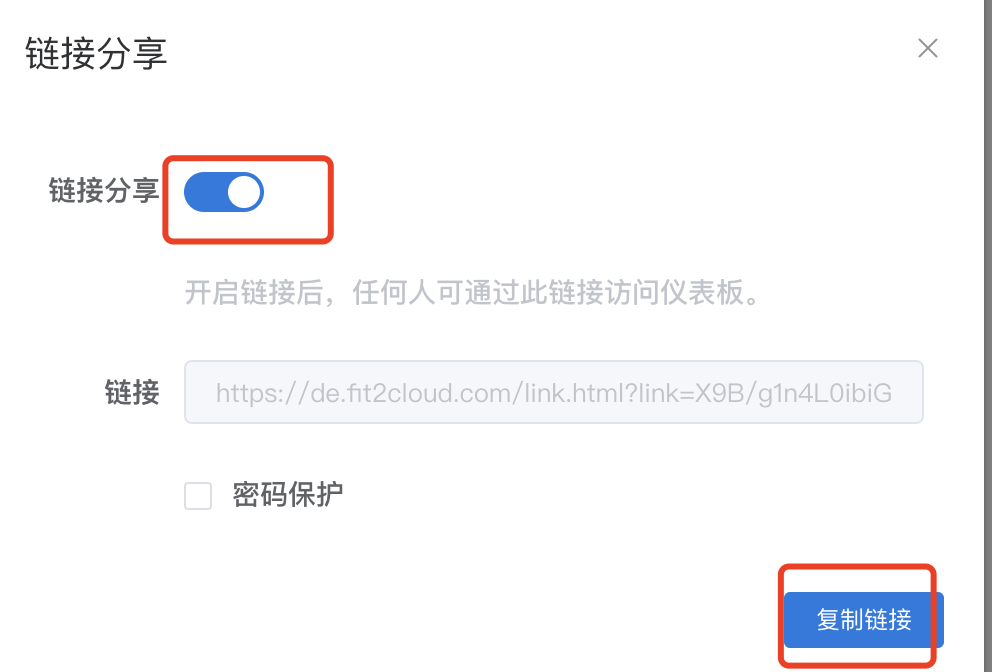 链接分享
链接分享
开启链接后，任何人可通过此链接访问仪表板。
链接 https://de.fit2cloud.com/link.html?link=X9B/g1n4L0ibiG
密码保护
复制链接